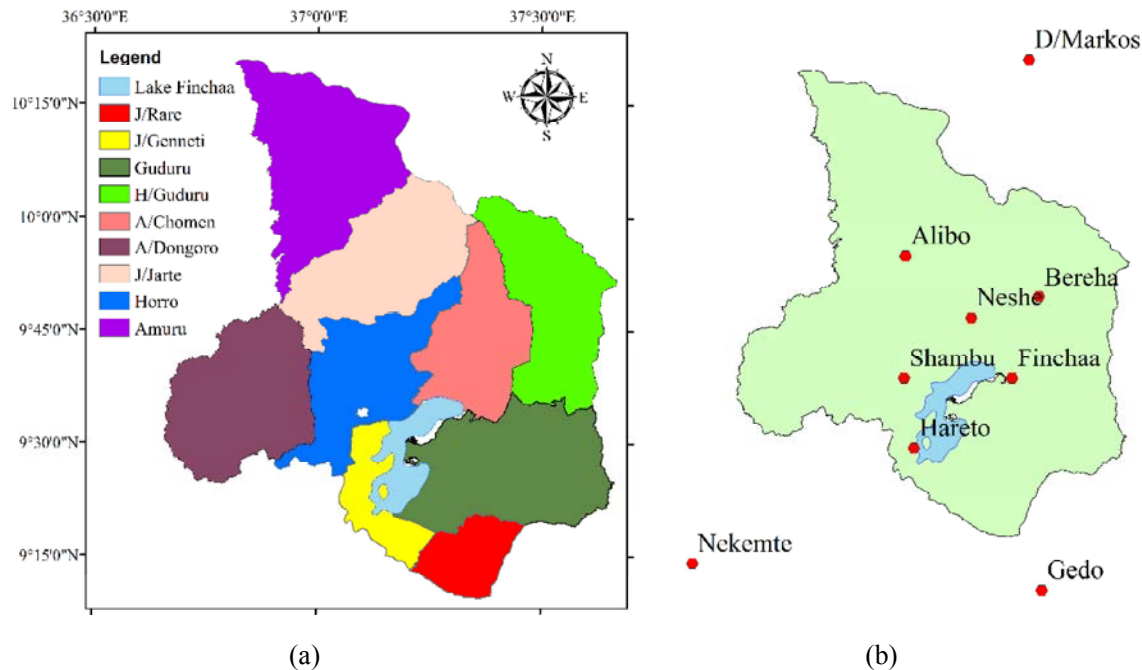 36°30'0"E 37°0'0"E 37°30'0"E
10°15'0"N
10°0'0"N
9°45'0"N
9°30'0"N
9°15'0"N
Legend
Lake Finchaa
J/Rare
J/Genneti
Guduru
H/Guduru
A/Chomen
A/Dongoro
J/Jarte
Horro
Amuru
N
W E
S
D/Markos
Alibo
Bereha
Neshe
Shambu Finchaa
Hareto
Nekemte
Gedo
(a) (b)